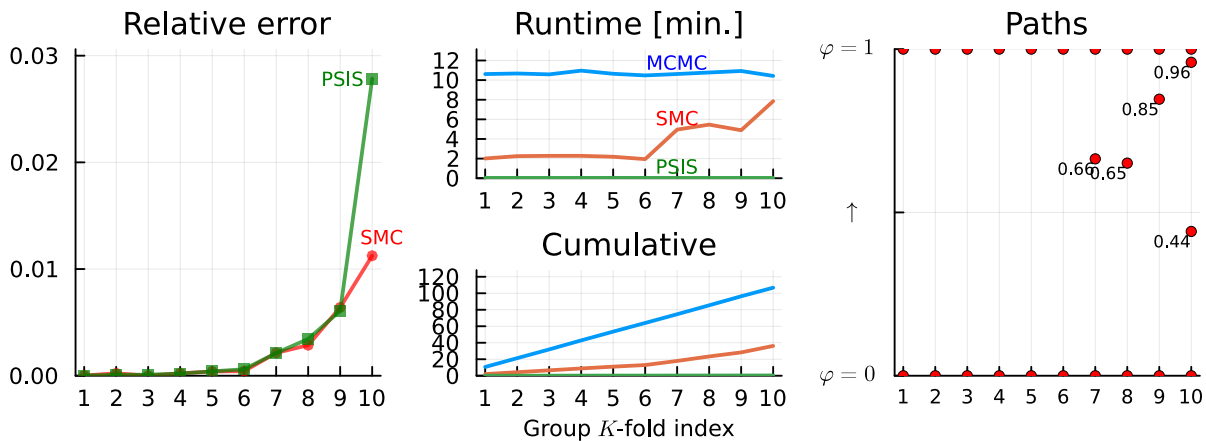 Relative error
0.03
0.02
0.01
0.00
PSIS
SMC
1 2 3 4 5 6 7 8 9 10
Runtime [min.]
12
10
8
6
4
2
0
MCMC
SMC
PSIS
1 2 3 4 5 6 7 8 9 10
Cumulative
120
100
80
60
40
20
0
1 2 3 4 5 6 7 8 9 10
Group K-fold index
Paths
φ = 1
↑
φ = 0
0.96
0.85
0.66
0.65
0.44
1 2 3 4 5 6 7 8 9 10